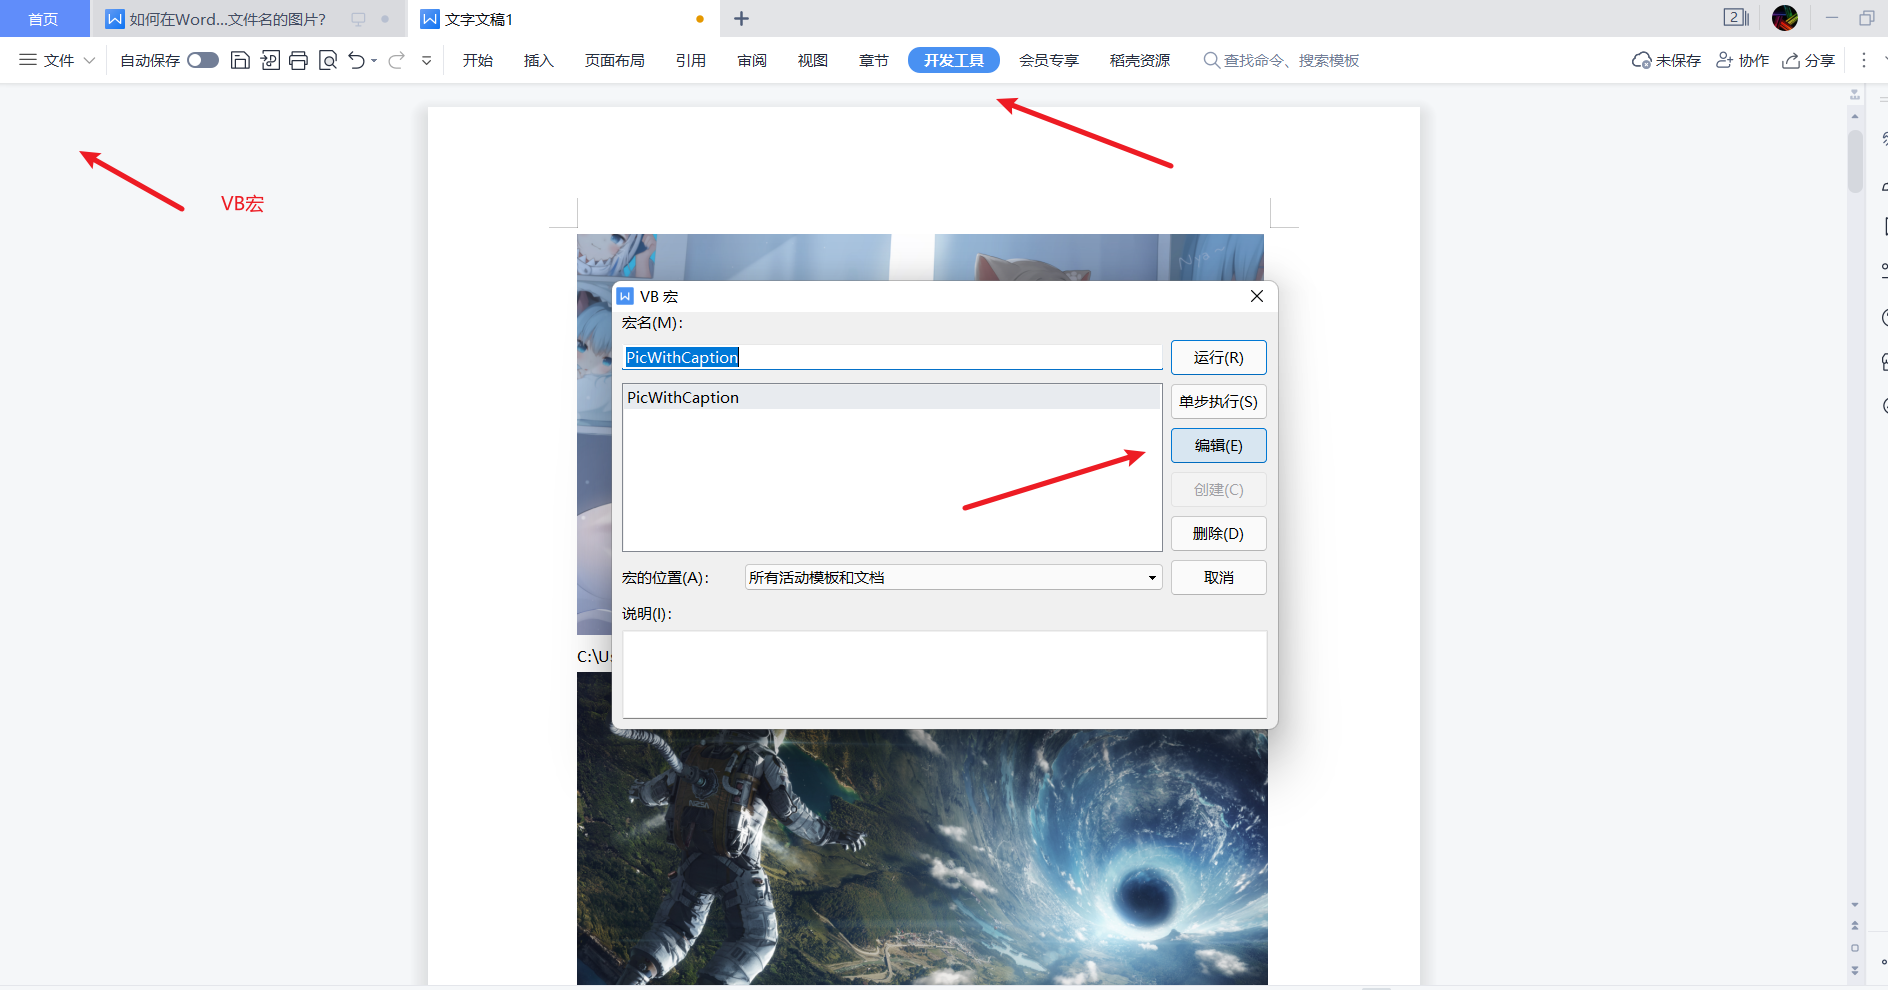 首页
如何在Word...文件名的图片?
文字文稿1
2
文件
自动保存
开始
插入
页面布局
引用
审阅
视图
章节
开发工具
会员专享
稻壳资源
查找命令、搜索模板
未保存
协作
分享
VB宏
Nya~
VB 宏
宏名(M):
PicWithCaption
运行(R)
PicWithCaption
单步执行(S)
编辑(E)
创建(C)
删除(D)
宏的位置(A):
所有活动模板和文档
取消
说明(I):
C:\U
NASA